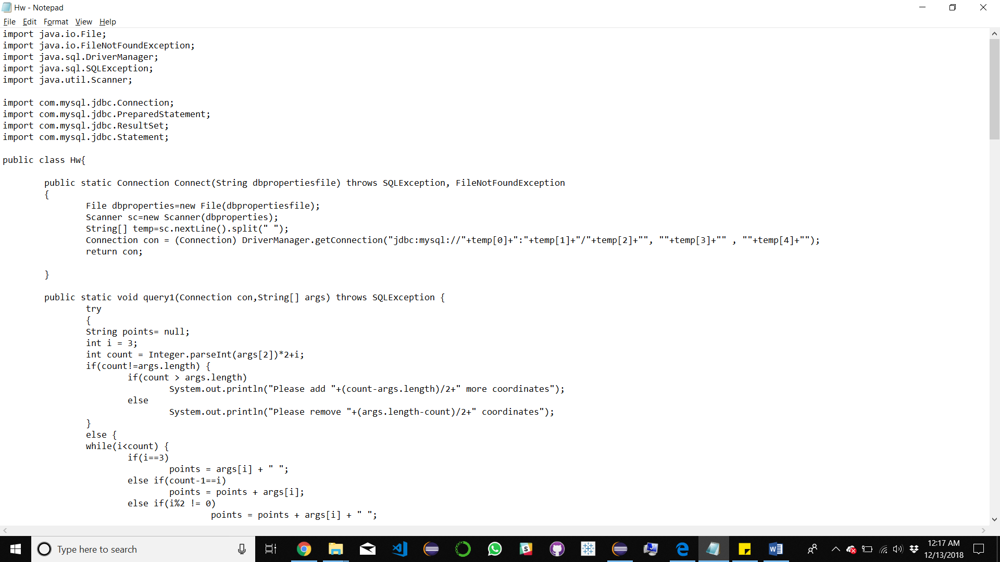 Hw - Notepad
File Edit Format View Help
import java.io.File;
import java.io.FileNotFoundException;
import java.sql.DriverManager;
import java.sql.SQLException;
import java.util.Scanner;
import com.mysql.jdbc.Connection;
import com.mysql.jdbc.PreparedStatement;
import com.mysql.jdbc.ResultSet;
import com.mysql.jdbc.Statement;
public class Hw{
public static Connection Connect(String dbpropertiesfile) throws SQLException, FileNotFoundException
{
File dbproperties=new File(dbpropertiesfile);
Scanner sc=new Scanner(dbproperties);
String[] temp=sc.nextLine().split(" ");
Connection con = (Connection) DriverManager.getConnection("jdbc:mysql://"+temp[0]+":"+temp[1]+"/"+temp[2]+"", ""+temp[3]+"" , ""+temp[4]+"");
return con;
}
public static void query1(Connection con,String[] args) throws SQLException {
try
{
String points= null;
int i = 3;
int count = Integer.parseInt(args[2])*2+i;
if(count!=args.length) {
if(count > args.length)
System.out.println("Please add "+(count-args.length)/2+" more coordinates");
else
System.out.println("Please remove "+(args.length-count)/2+" coordinates");
}
else {
while(i<count) {
if(i==3)
points = args[i] + " ";
else if(count-1==i)
points = points + args[i];
else if(i%2 != 0)
points = points + args[i] + " ";
Type here to search
12:17 AM
12/13/2018